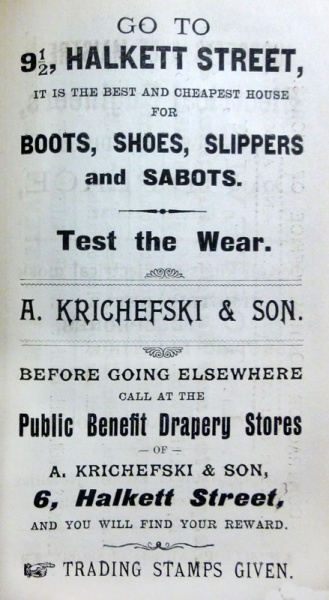 GO TO
9½, HALKETT STREET,
IT IS THE BEST AND CHEAPEST HOUSE
FOR
BOOTS, SHOES, SLIPPERS
and SABOTS.
Test the Wear.
A. KRICHEFSKI & SON.
BEFORE GOING ELSEWHERE
CALL AT THE
Public Benefit Drapery Stores
— OF —
A. KRICHEFSKI & SON,
6, Halkett Street,
AND YOU WILL FIND YOUR REWARD.
☞ TRADING STAMPS GIVEN.